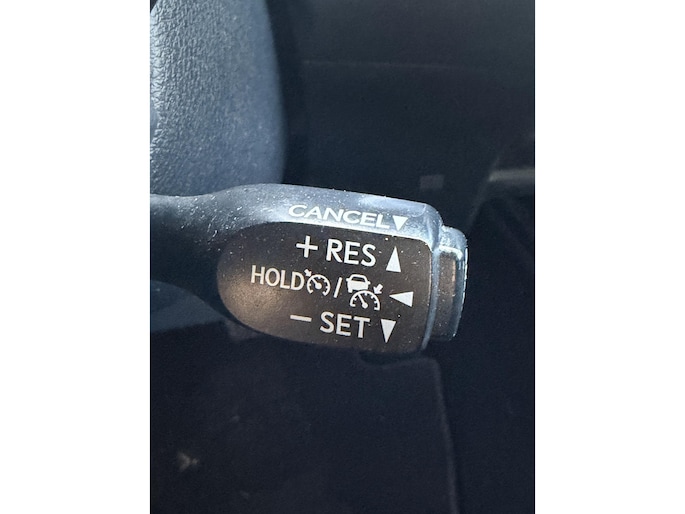 CANCEL▼
+ RES ▲
HOLD / ◀
− SET ▼